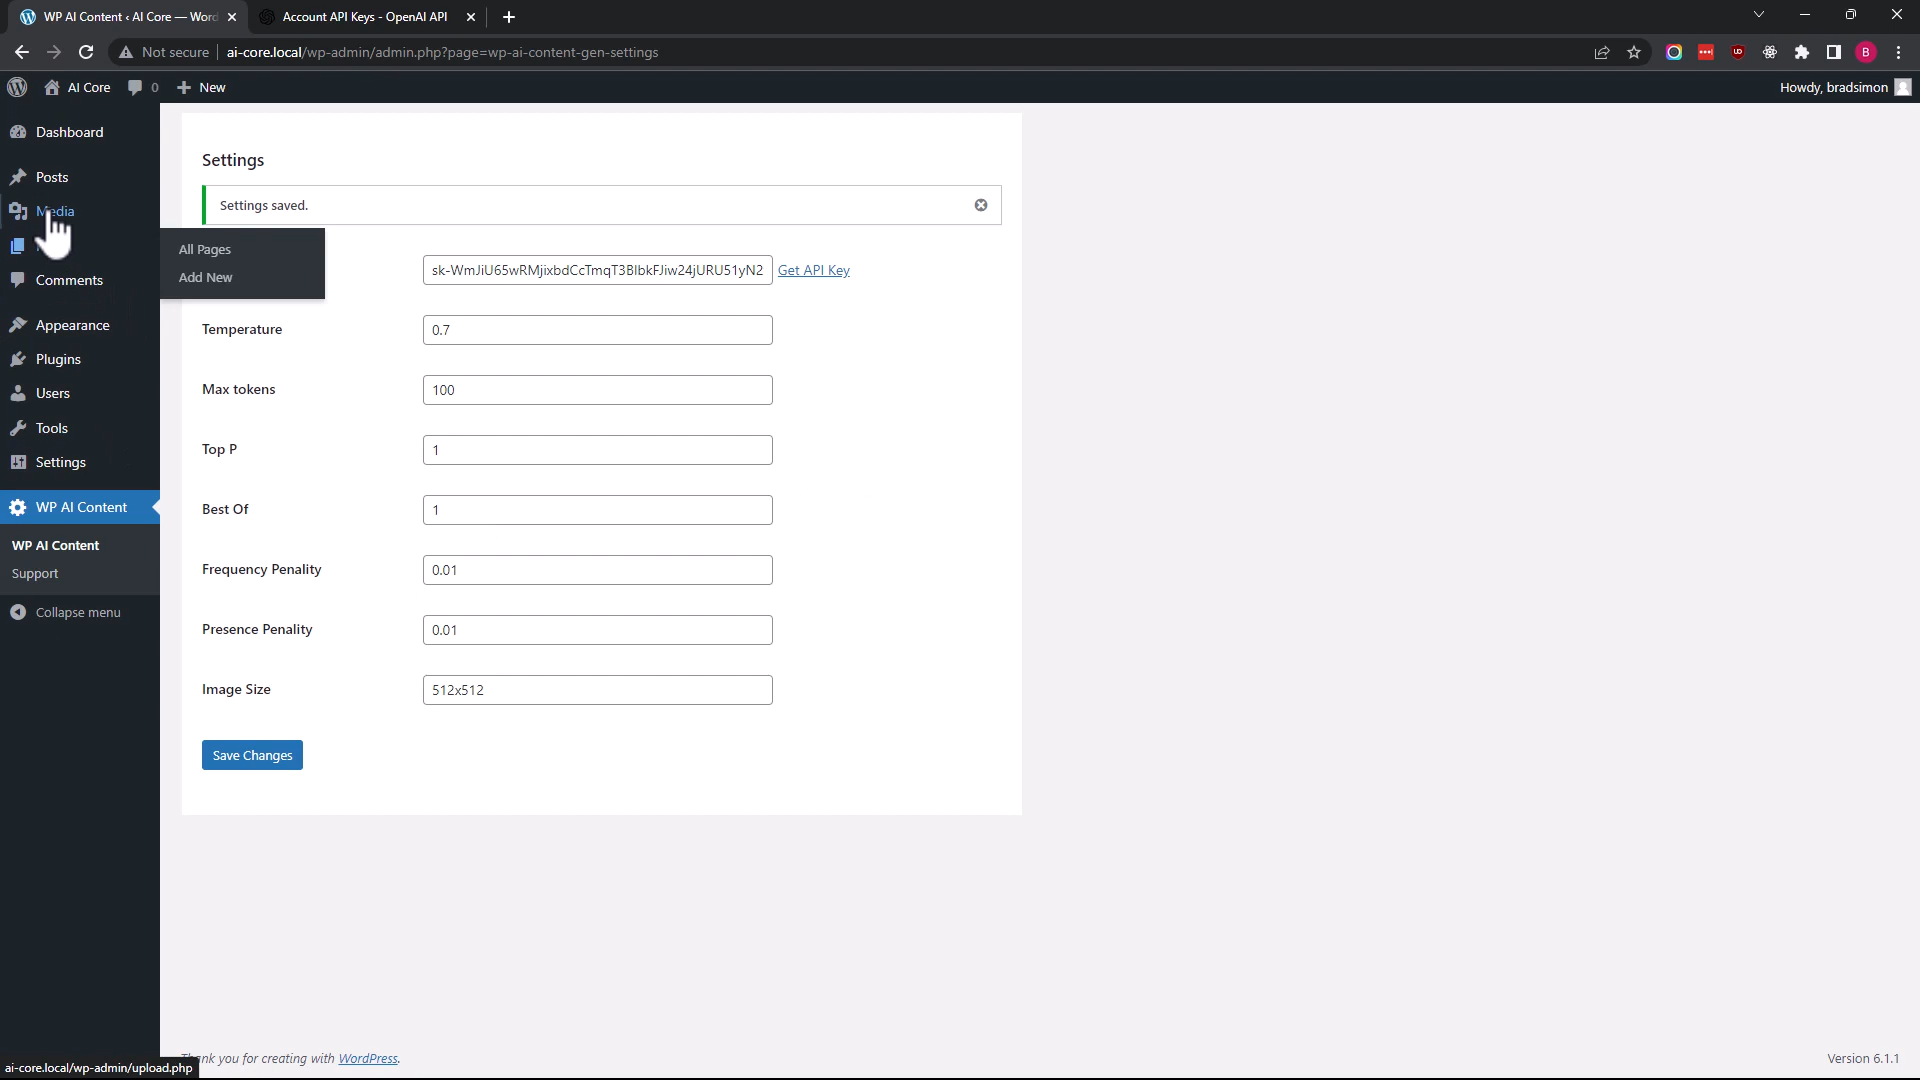 WP AI Content ‹ AI Core — Word
Account API Keys - OpenAI API
Not secure
ai-core.local/wp-admin/admin.php?page=wp-ai-content-gen-settings
B
AI Core
0
New
Howdy, bradsimon
Dashboard
Posts
Media
Comments
Appearance
Plugins
Users
Tools
Settings
WP AI Content
WP AI Content
Support
Collapse menu
All Pages
Add New
Settings
Settings saved.
sk-WmJiU65wRMjixbdCcTmqT3BlbkFJiw24jURU51yN2
Get API Key
Temperature
0.7
Max tokens
100
Top P
1
Best Of
1
Frequency Penality
0.01
Presence Penality
0.01
Image Size
512x512
Save Changes
you for creating with WordPress.
Version 6.1.1
ai-core.local/wp-admin/upload.php